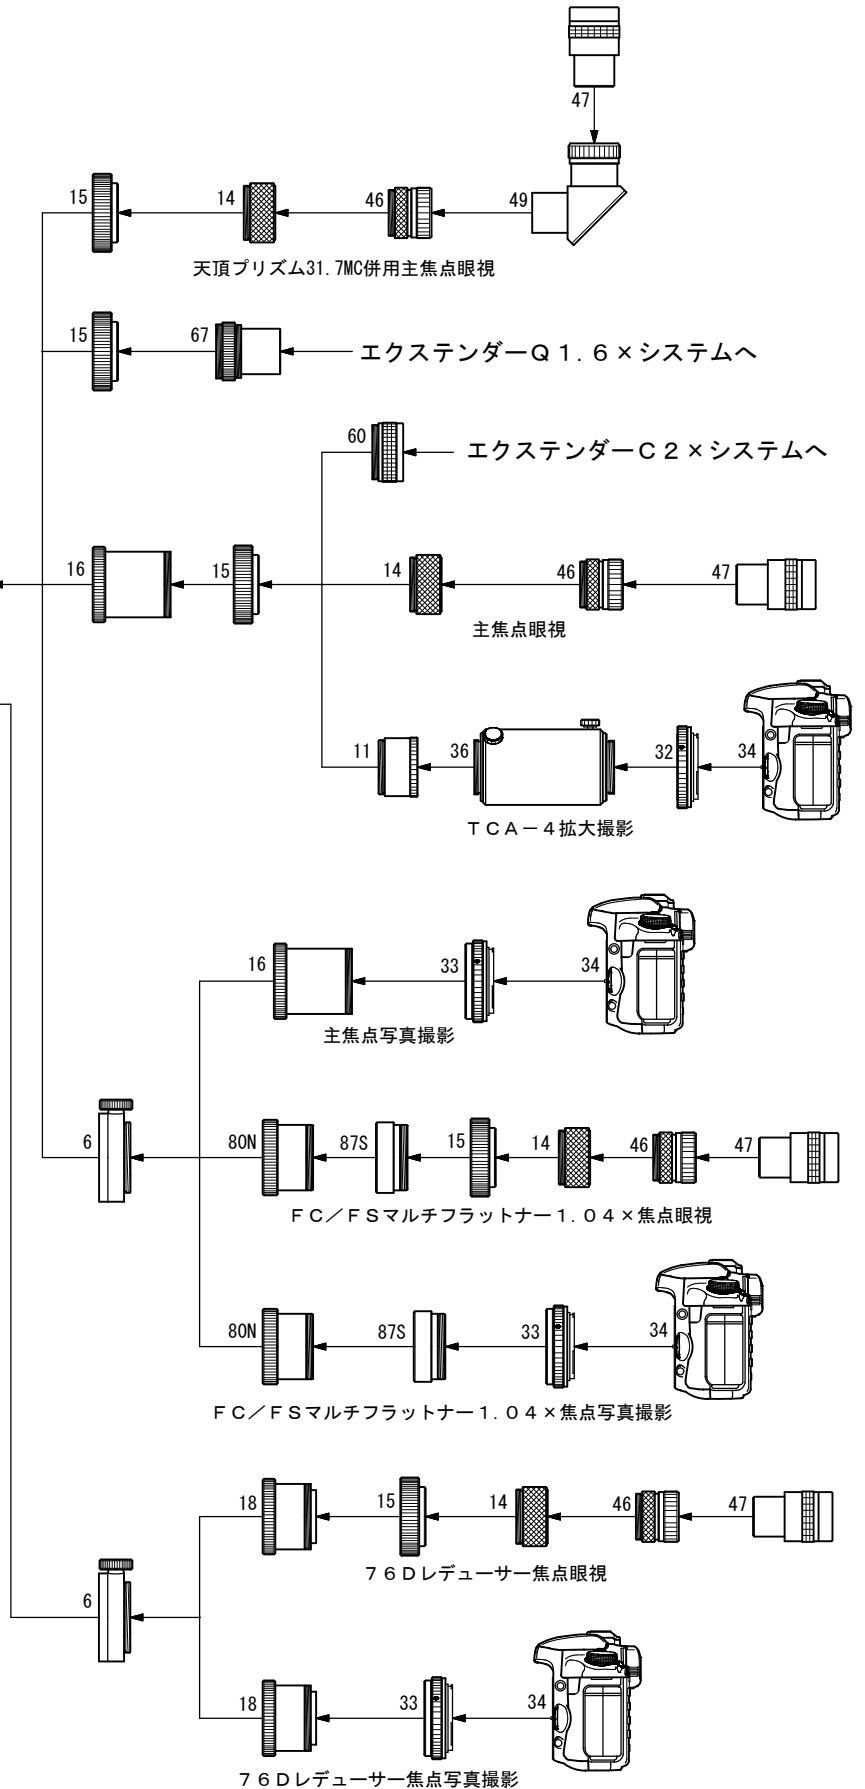 47
15 14 46 49
天頂プリズム31.7MC併用主焦点眼視
15 67 エクステンダーQ1.6×システムへ
60 エクステンダーC2×システムへ
16 15 14 46 47
主焦点眼視
11 36 32 34
TCA－4拡大撮影
16 33 34
主焦点写真撮影
6 80N 87S 15 14 46 47
FC／FSマルチフラットナー1.04×焦点眼視
80N 87S 33 34
FC／FSマルチフラットナー1.04×焦点写真撮影
18 15 14 46 47
76Dレデューサー焦点眼視
6
18 33 34
76Dレデューサー焦点写真撮影